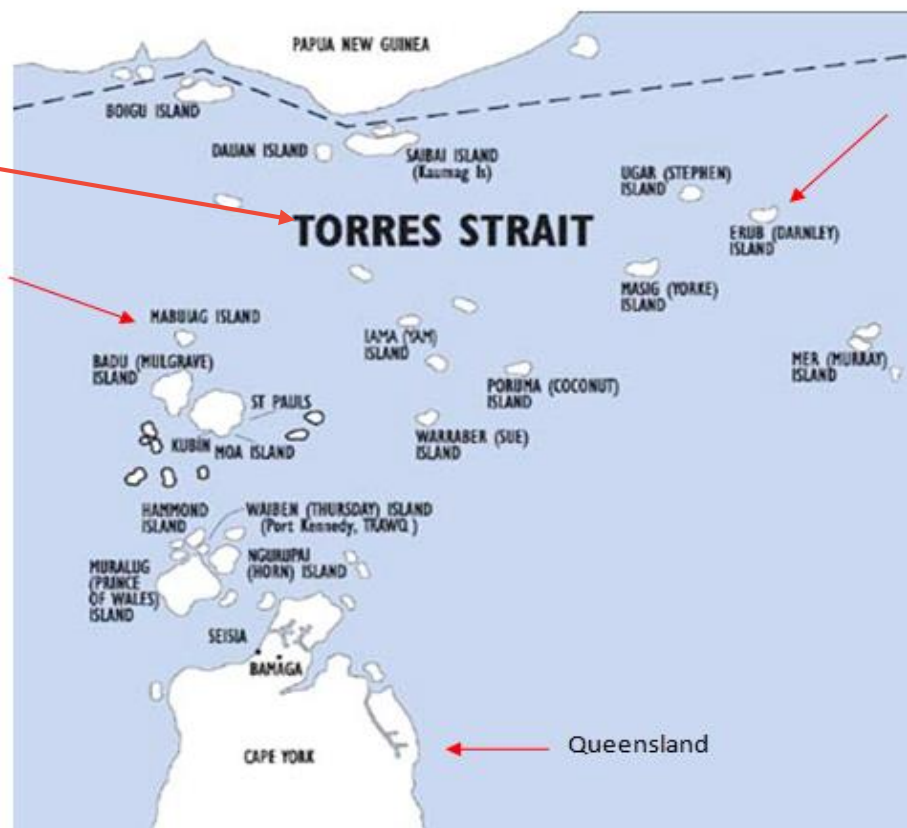 PAPUA NEW GUINEA
BOIGU ISLAND
DAUAN ISLAND
SAIBAI ISLAND
(Kaumag Is)
UGAR (STEPHEN)
ISLAND
TORRES STRAIT
ERUB (DARNLEY)
ISLAND
MASIG (YORKE)
ISLAND
MABUIAG ISLAND
IAMA (YAM)
ISLAND
MER (MURRAY)
ISLAND
BADU (MULGRAVE)
ISLAND
PORUMA (COCONUT)
ISLAND
ST PAULS
WARRABER (SUE)
ISLAND
KUBIN
MOA ISLAND
HAMMOND
ISLAND
WAIBEN (THURSDAY) ISLAND
(Port Kennedy, TRAWQ)
NGURUPAI
(HORN) ISLAND
MURALUG
(PRINCE
OF WALES)
ISLAND
SEISIA
BAMAGA
Queensland
CAPE YORK